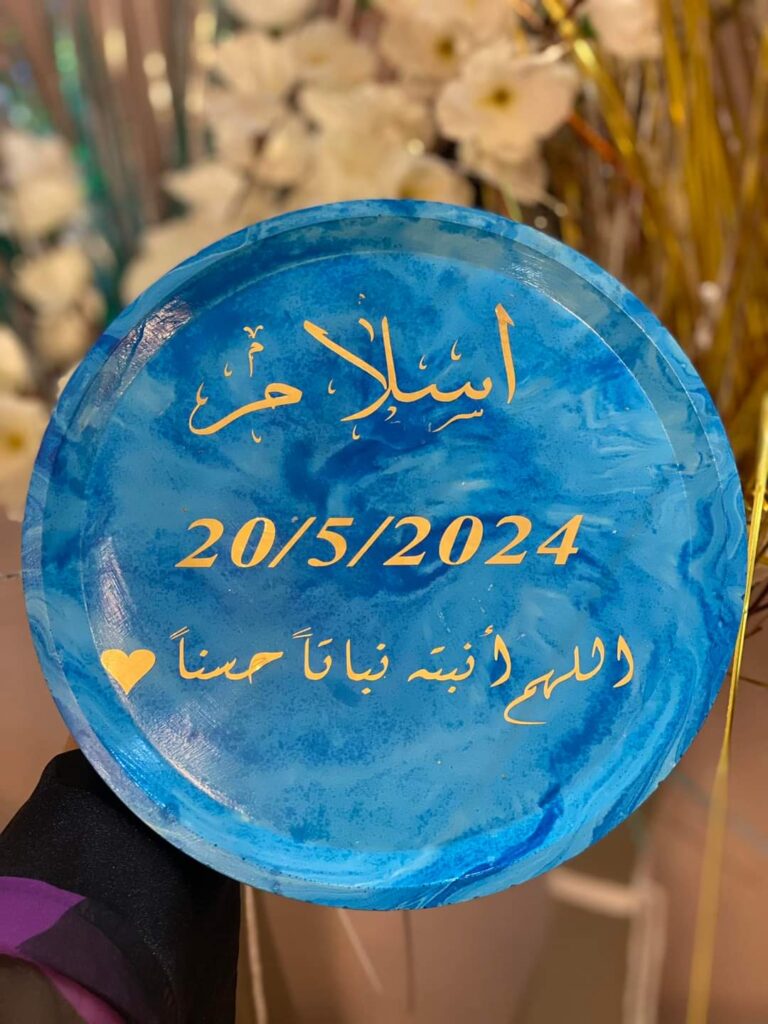 اسلام
20/5/2024
اللهم أنبته نباتاً حسناً